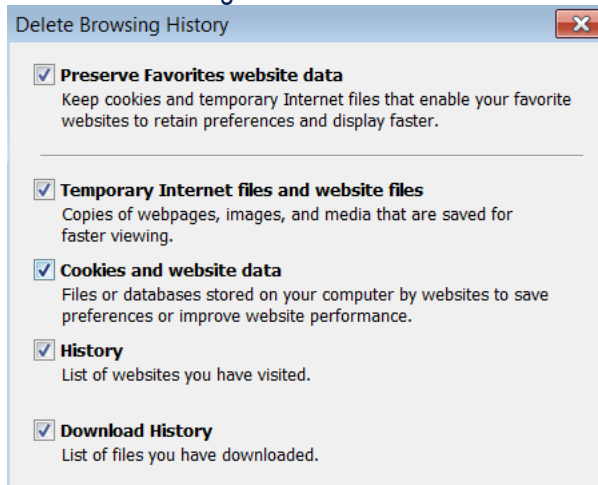 Delete Browsing History
Preserve Favorites website data
Keep cookies and temporary Internet files that enable your favorite
websites to retain preferences and display faster.
Temporary Internet files and website files
Copies of webpages, images, and media that are saved for
faster viewing.
Cookies and website data
Files or databases stored on your computer by websites to save
preferences or improve website performance.
History
List of websites you have visited.
Download History
List of files you have downloaded.